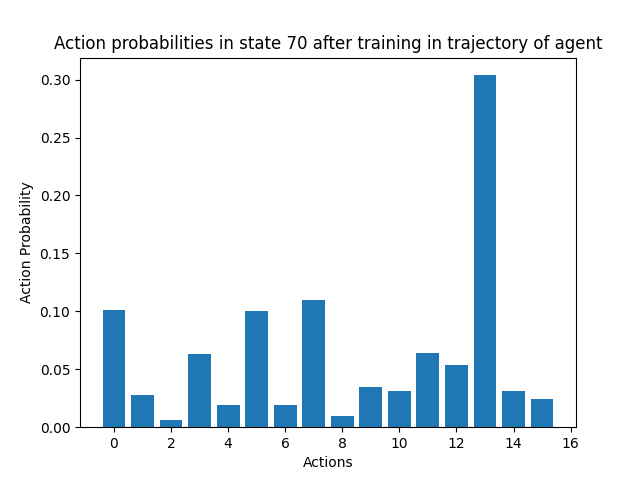 Action probabilities in state 70 after training in trajectory of agent
0.30
0.25
0.20
0.15
0.10
0.05
0.00
Action Probability
0 2 4 6 8 10 12 14 16
Actions